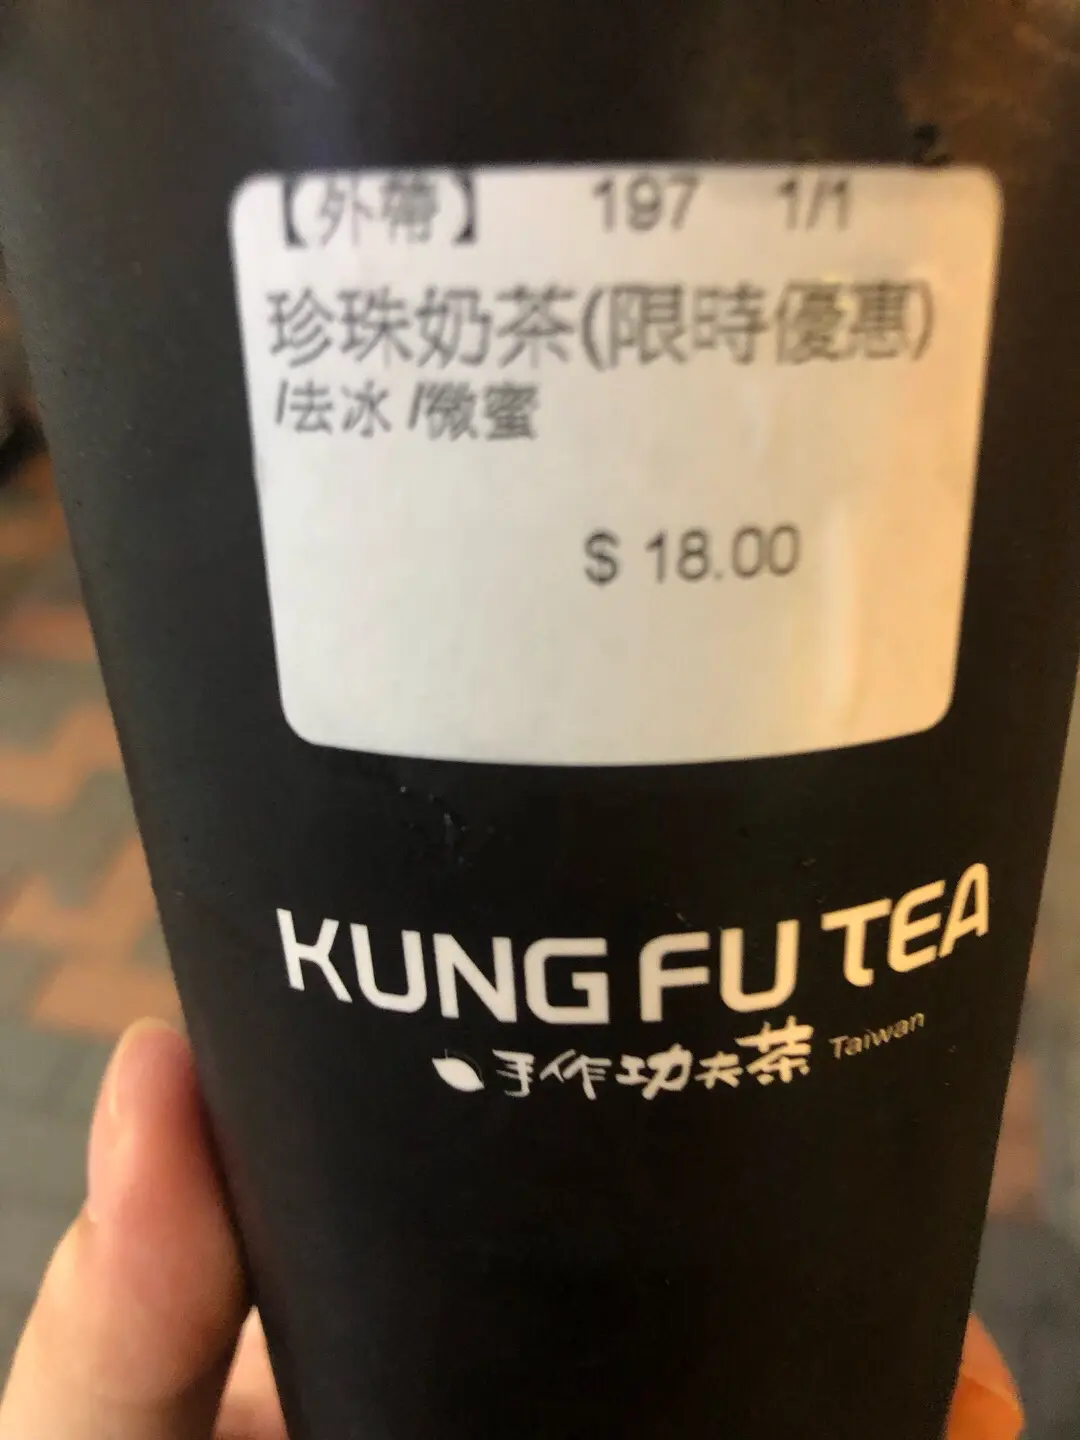 【外帶】 197 1/1
珍珠奶茶(限時優惠)
/去冰 /微蜜
$ 18.00
KUNG FU TEA
手作功夫茶 Taiwan